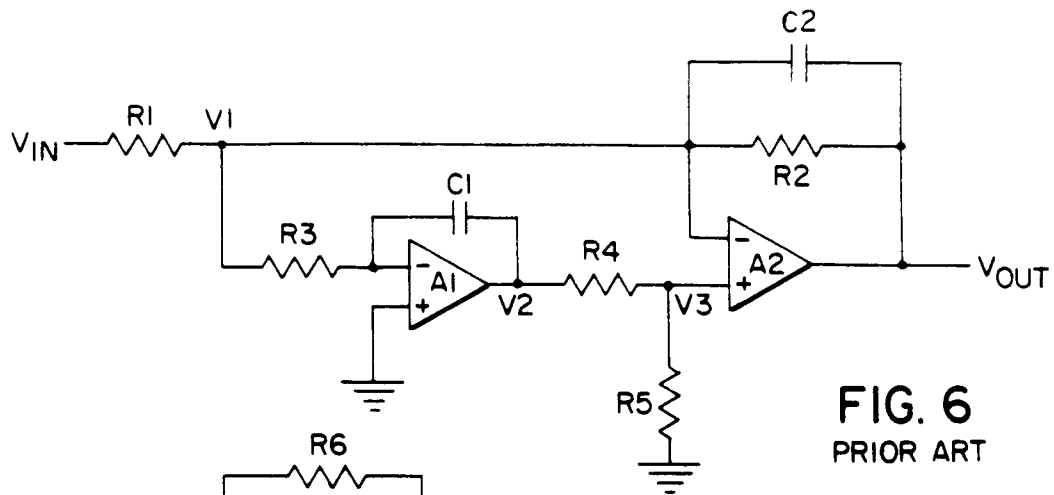 C2
R1
V1
VIN
R2
C1
R3
R4
-
A1
+
V2
V3
-
A2
+
VOUT
R5
FIG. 6
PRIOR ART
R6